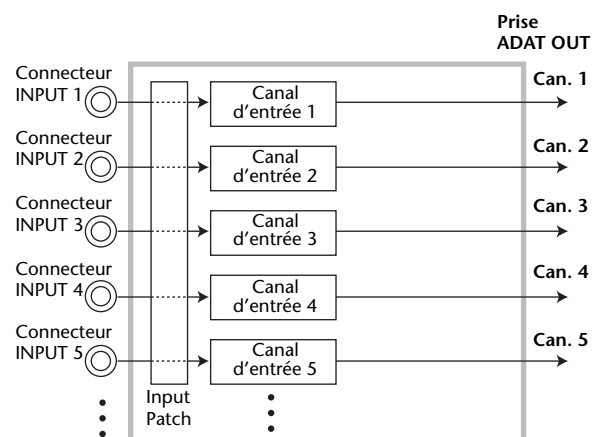 Prise
ADAT OUT
Connecteur
INPUT 1
Canal
d'entrée 1
Can. 1
Connecteur
INPUT 2
Canal
d'entrée 2
Can. 2
Connecteur
INPUT 3
Canal
d'entrée 3
Can. 3
Connecteur
INPUT 4
Canal
d'entrée 4
Can. 4
Connecteur
INPUT 5
Canal
d'entrée 5
Can. 5
Input
Patch